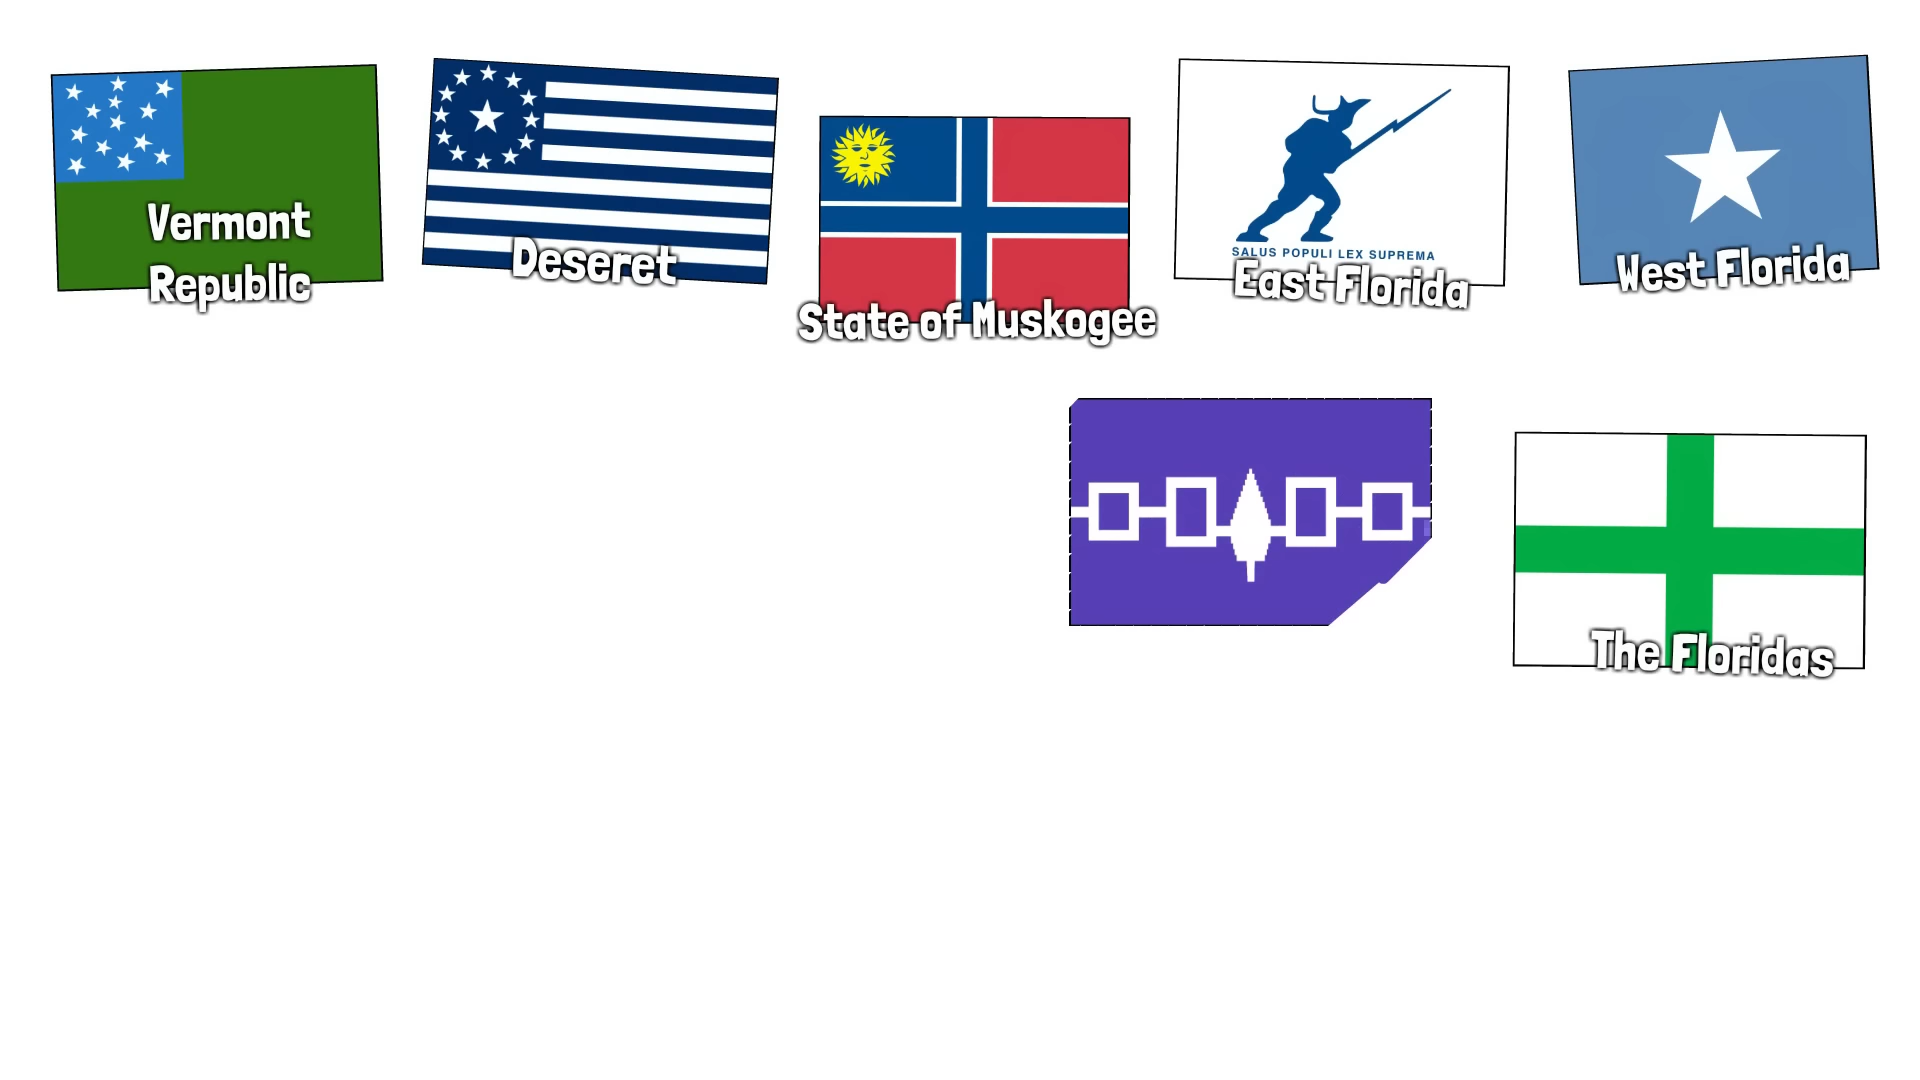 Vermont
Republic
Deseret
State of Muskogee
SALUS POPULI LEX SUPREMA
East Florida
West Florida
The Floridas